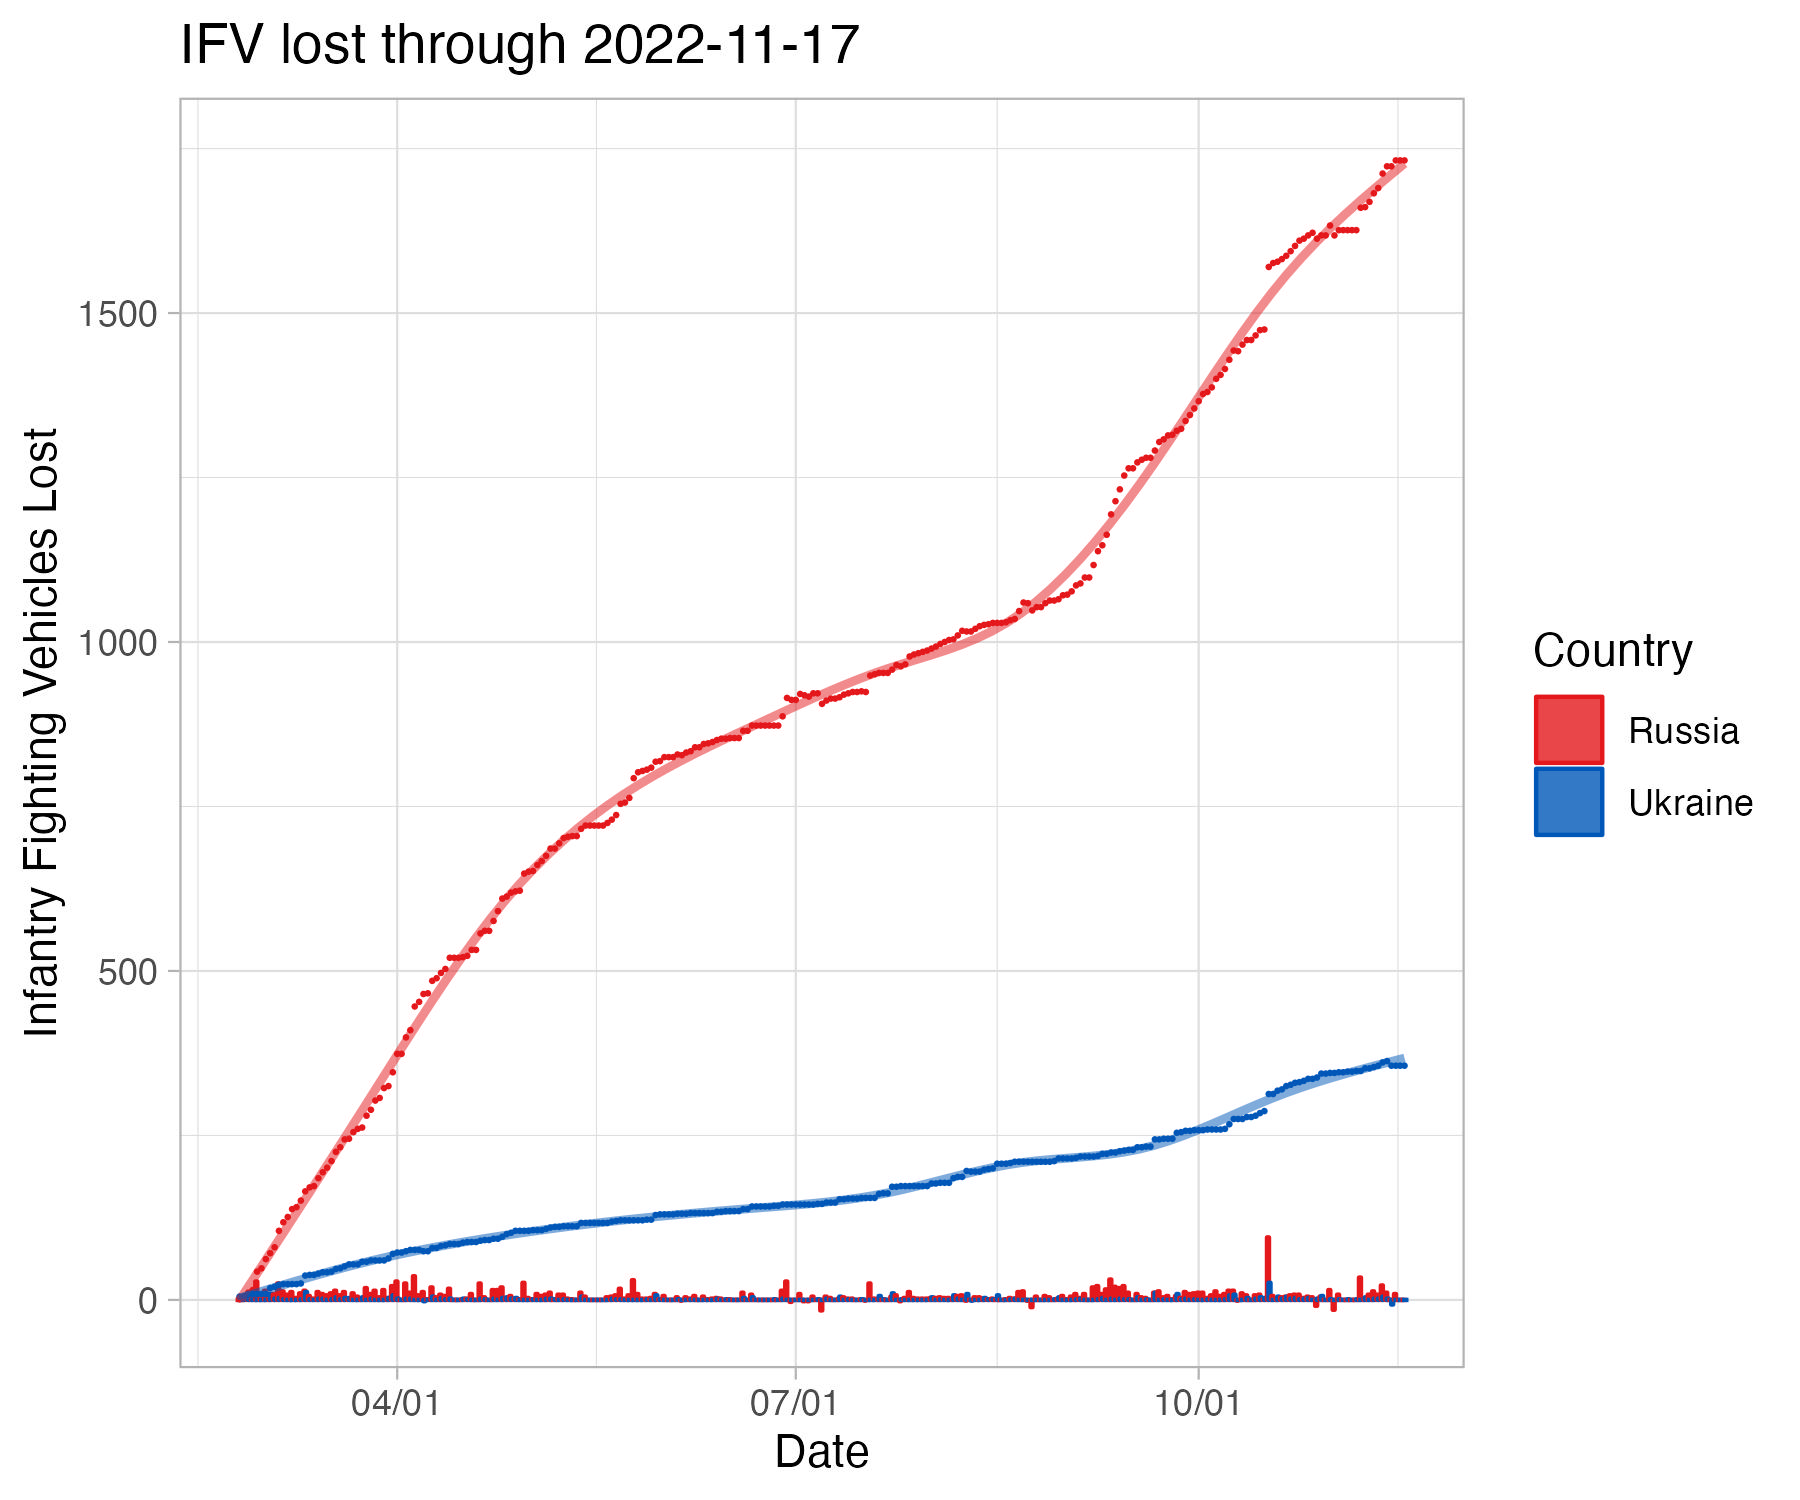 IFV lost through 2022-11-17
Infantry Fighting Vehicles Lost
1500
1000
500
0
04/01
07/01
10/01
Date
Country
Russia
Ukraine